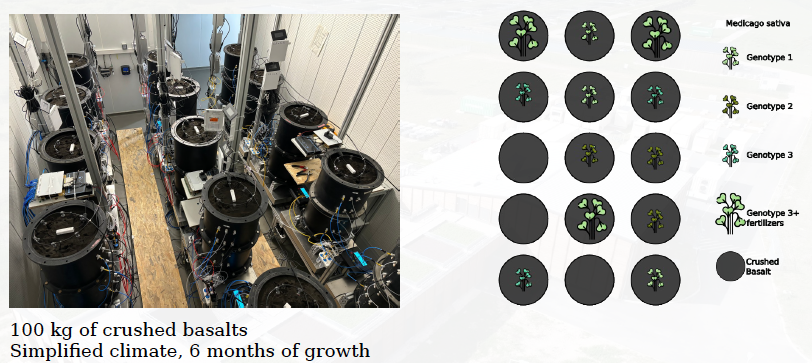 Medicago sativa
Genotype 1
Genotype 2
Genotype 3
Genotype 3+
fertilizers
Crushed
Basalt
100 kg of crushed basalts
Simplified climate, 6 months of growth